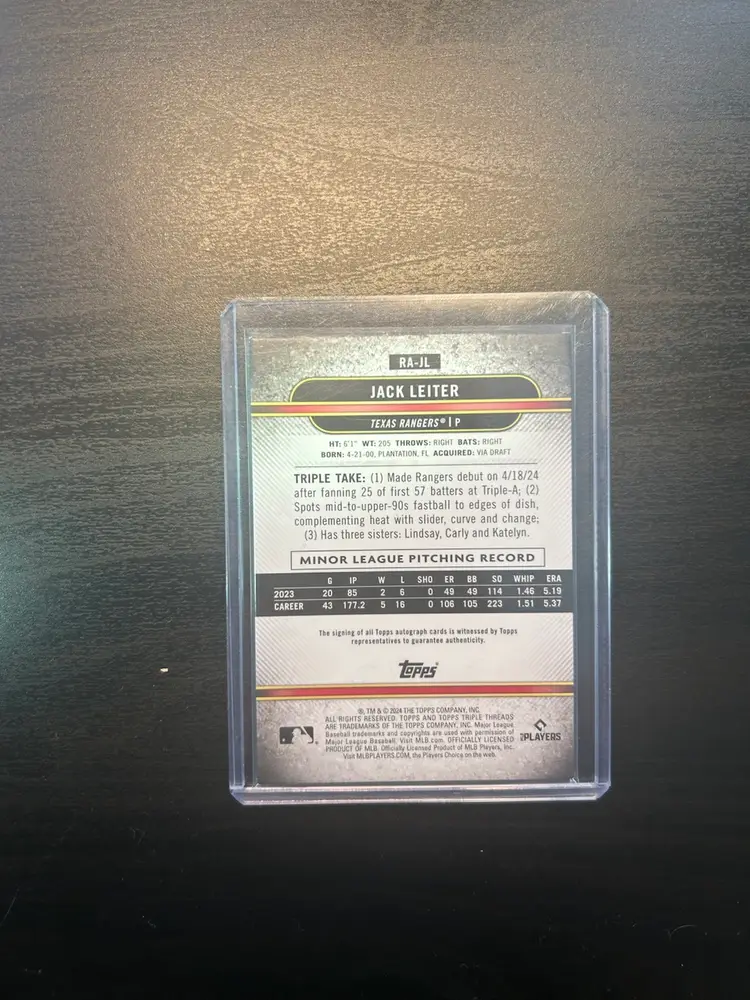 RA-JL
JACK LEITER
TEXAS RANGERS® | P
HT: 6'1" WT: 205 THROWS: RIGHT BATS: RIGHT
BORN: 4-21-00, PLANTATION, FL ACQUIRED: VIA DRAFT
TRIPLE TAKE: (1) Made Rangers debut on 4/18/24
after fanning 25 of first 57 batters at Triple-A; (2)
Spots mid-to-upper-90s fastball to edges of dish,
complementing heat with slider, curve and change;
(3) Has three sisters: Lindsay, Carly and Katelyn.
MINOR LEAGUE PITCHING RECORD
G IP W L SHO ER BB SO WHIP ERA
2023 20 85 2 6 0 49 49 114 1.46 5.19
CAREER 43 177.2 5 16 0 106 105 223 1.51 5.37
The signing of all Topps autograph cards is witnessed by Topps
representatives to guarantee authenticity.
Topps®
®, TM & © 2024 THE TOPPS COMPANY, INC.
ALL RIGHTS RESERVED. TOPPS AND TOPPS TRIPLE THREADS
ARE TRADEMARKS OF THE TOPPS COMPANY, INC. Major League
Baseball trademarks and copyrights are used with permission of
Major League Baseball. Visit MLB.com. OFFICIALLY LICENSED
PRODUCT OF MLB. Officially Licensed Product of MLB Players, Inc.
Visit MLBPLAYERS.COM, the Players Choice on the web.
PLAYERS